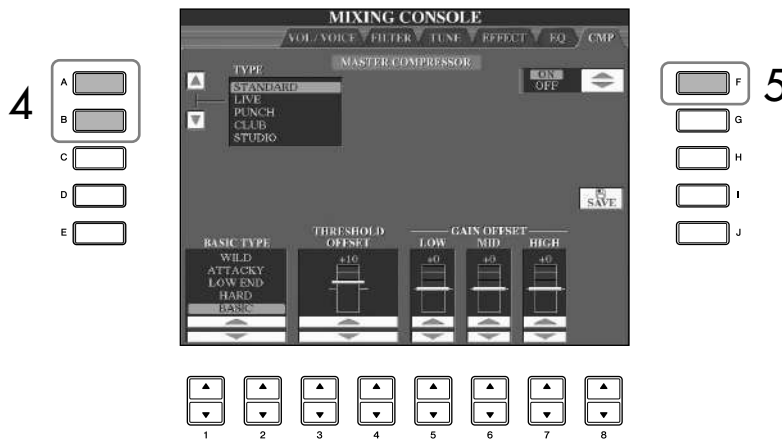 MIXING CONSOLE
VOL/VOICE FILTER TUNE EFFECT EQ CMP
MASTER COMPRESSOR
TYPE
STANDARD
LIVE
PUNCH
CLUB
STUDIO
ON
OFF
SAVE
4
A
B
C
D
E
5
F
G
H
I
J
BASIC TYPE
WILD
ATTACKY
LOW END
HARD
BASIC
THRESHOLD
OFFSET
+10
GAIN OFFSET
LOW MID HIGH
+0 +0 +0
1 2 3 4 5 6 7 8